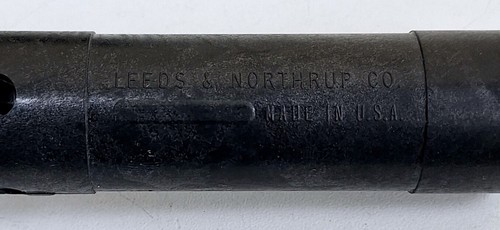 LEEDS & NORTHRUP CO.
MADE IN U.S.A.